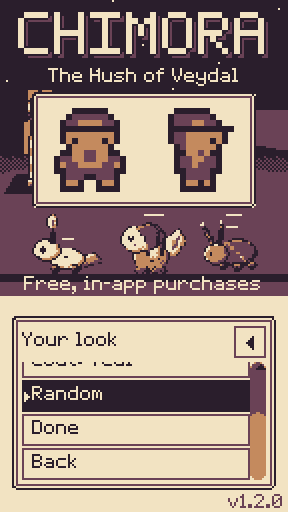 CHIMORA
The Hush of Veydal
Free, in-app purchases
Your look
Random
Done
Back
v1.2.0